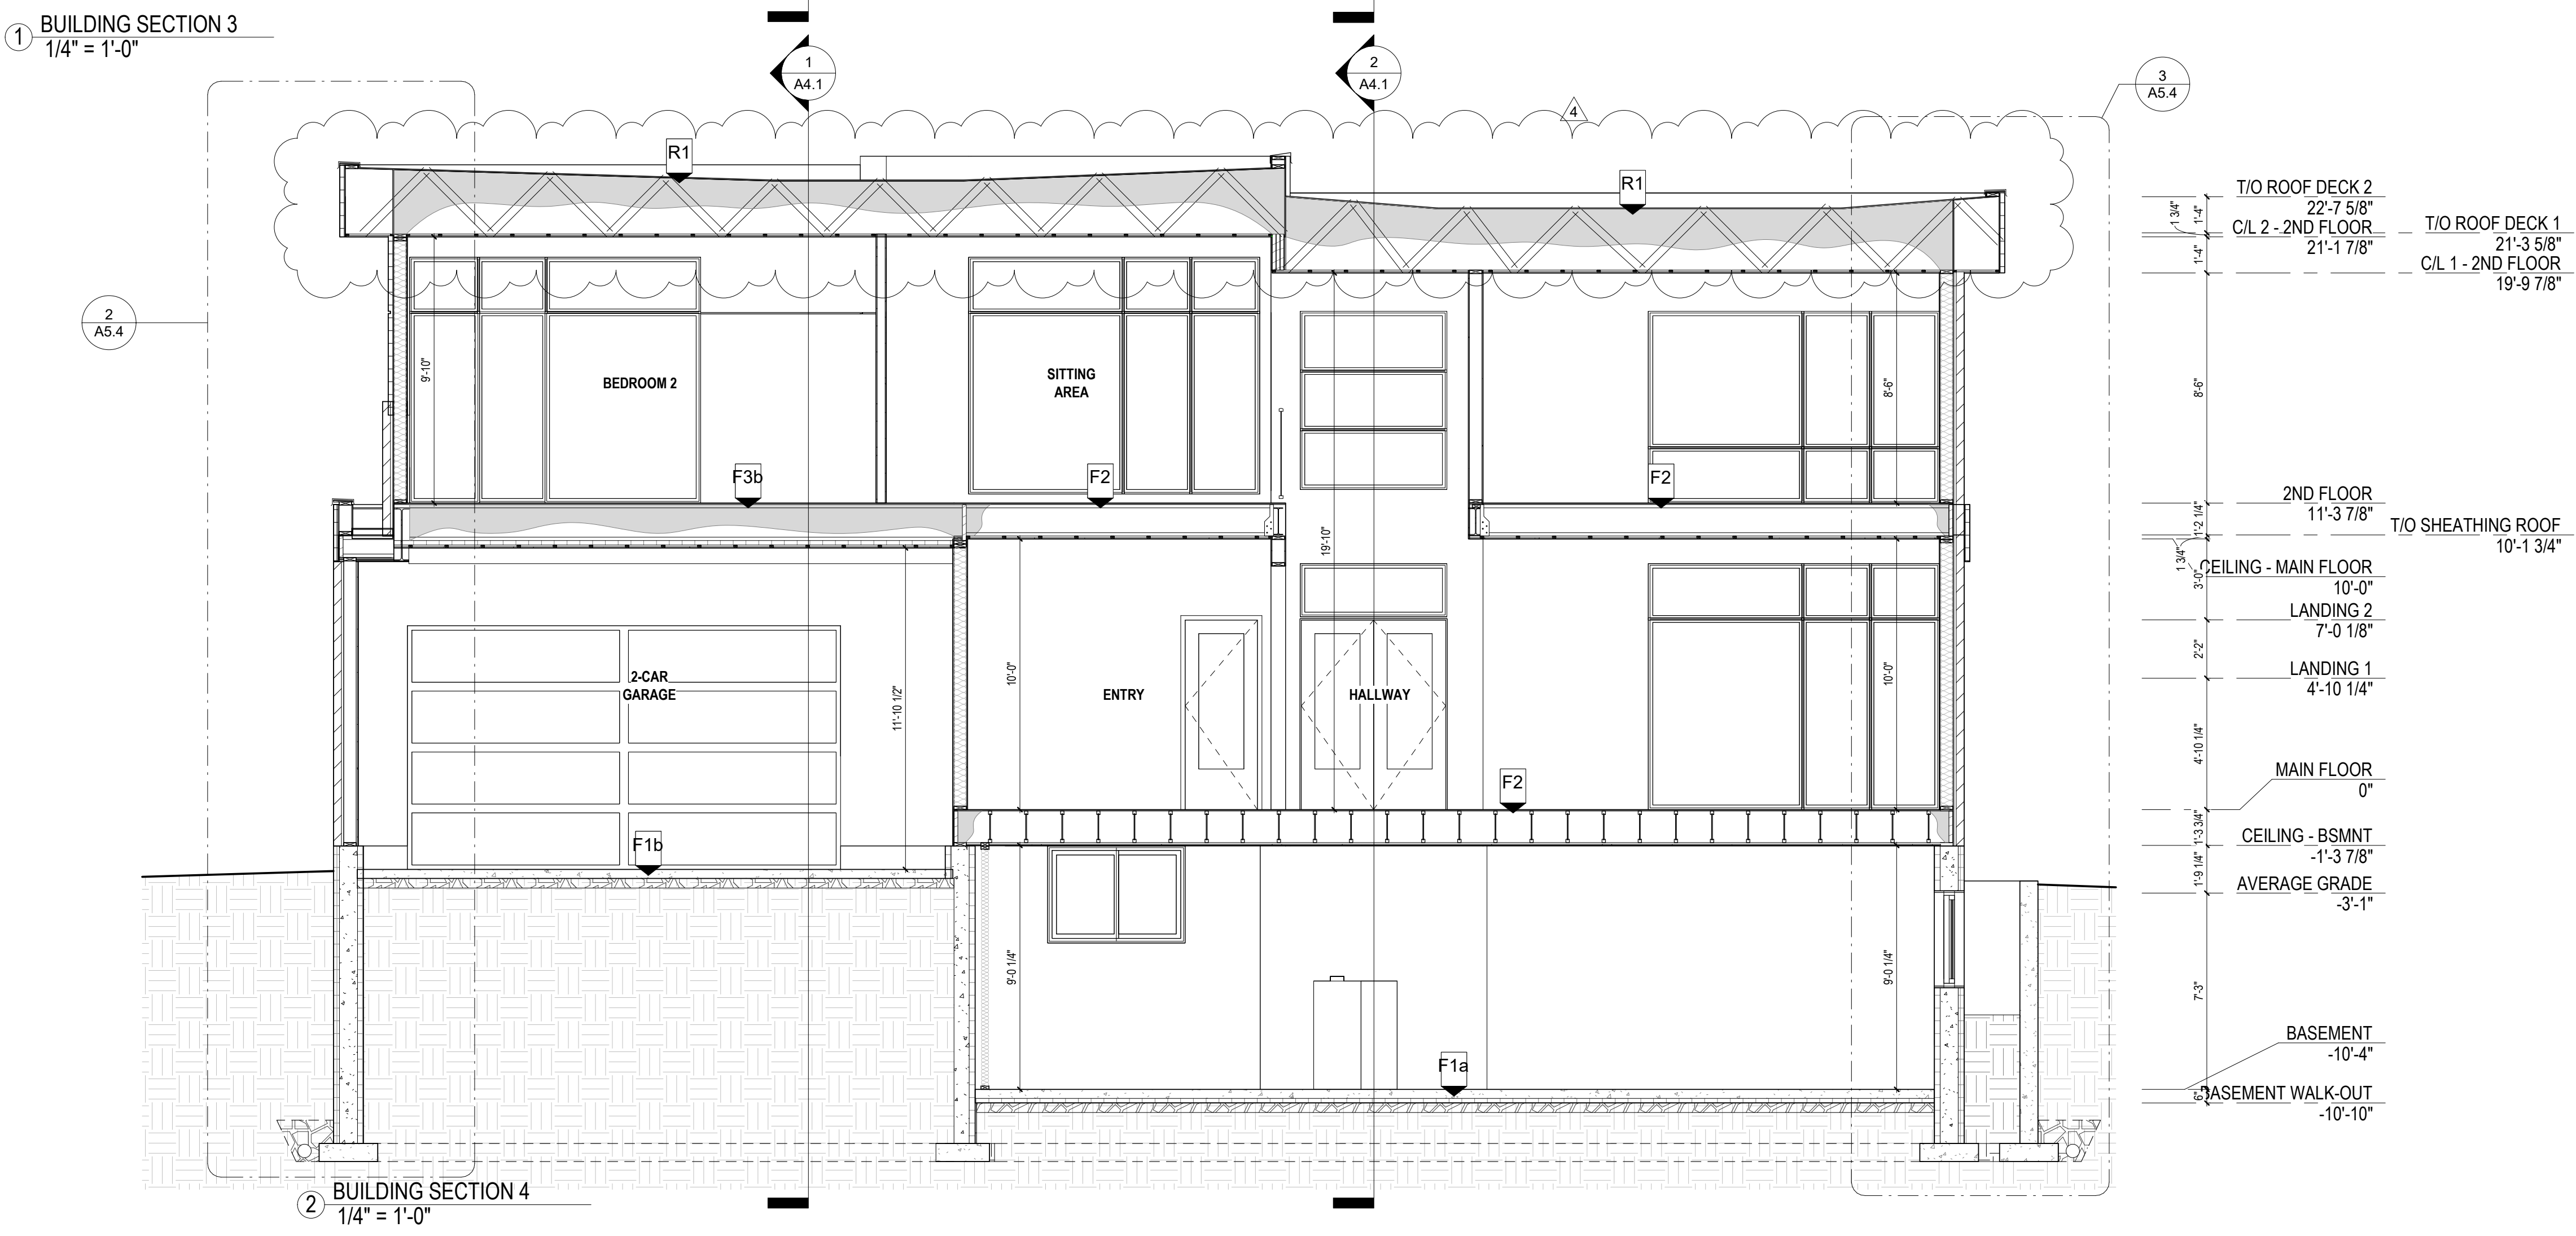 1 BUILDING SECTION 3
1/4" = 1'-0"
1
A4.1
2
A4.1
3
A5.4
4
R1
R1
T/O ROOF DECK 2
22'-7 5/8"
C/L 2 - 2ND FLOOR
21'-1 7/8"
T/O ROOF DECK 1
21'-3 5/8"
C/L 1 - 2ND FLOOR
19'-9 7/8"
1 3/4"
1'-4"
1'-4"
2
A5.4
9'-10"
BEDROOM 2
SITTING
AREA
8'-6"
8'-6"
F3b
F2
F2
2ND FLOOR
11'-3 7/8"
T/O SHEATHING ROOF
10'-1 3/4"
1'-2 1/4"
19'-10"
1 3/4"
3'-0"
CEILING - MAIN FLOOR
10'-0"
LANDING 2
7'-0 1/8"
2'-2"
LANDING 1
4'-10 1/4"
2-CAR
GARAGE
11'-10 1/2"
10'-0"
ENTRY
HALLWAY
10'-0"
4'-10 1/4"
F2
MAIN FLOOR
0"
1'-3 3/4"
F1b
CEILING - BSMNT
-1'-3 7/8"
1'-9 1/4"
AVERAGE GRADE
-3'-1"
9'-0 1/4"
9'-0 1/4"
7'-3"
F1a
BASEMENT
-10'-4"
6"
BASEMENT WALK-OUT
-10'-10"
2 BUILDING SECTION 4
1/4" = 1'-0"